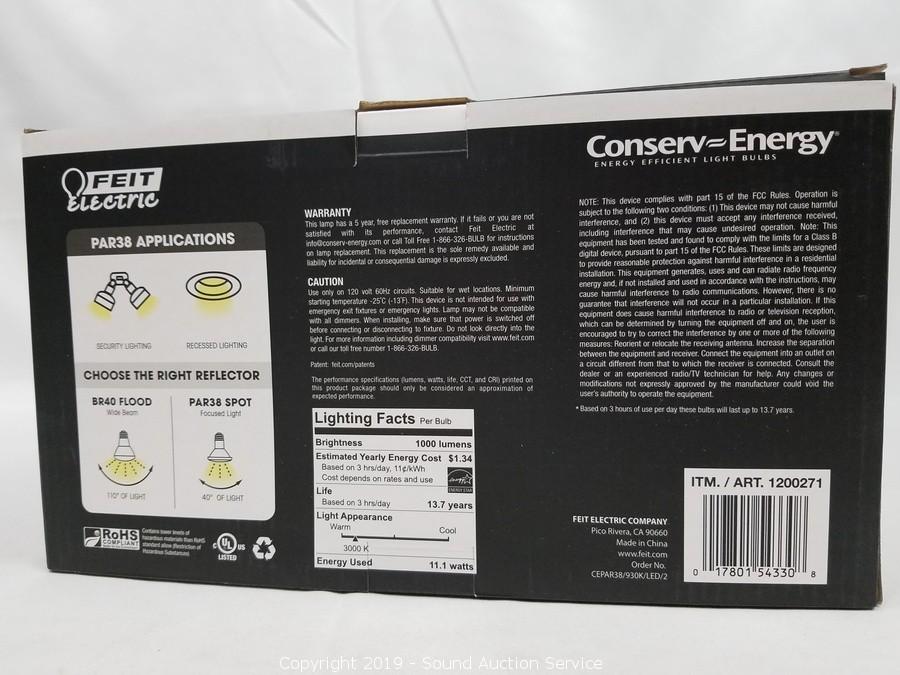 FEIT
Electric
PAR38 APPLICATIONS
SECURITY LIGHTING
RECESSED LIGHTING
CHOOSE THE RIGHT REFLECTOR
BR40 FLOOD
Wide Beam
110° OF LIGHT
PAR38 SPOT
Focused Light
40° OF LIGHT
RoHS
COMPLIANT
Contains lower levels of
hazardous materials than RoHS
standard allow (Restriction of
Hazardous Substances)
C UL US
LISTED
WARRANTY
This lamp has a 5 year, free replacement warranty. If it fails or you are not
satisfied with its performance, contact Feit Electric at
info@conserv-energy.com or call Toll Free 1-866-326-BULB for instructions
on lamp replacement. This replacement is the sole remedy available and
liability for incidental or consequential damage is expressly excluded.
CAUTION
Use only on 120 volt 60Hz circuits. Suitable for wet locations. Minimum
starting temperature -25°C (-13°F). This device is not intended for use with
emergency exit fixtures or emergency lights. Lamp may not be compatible
with all dimmers. When installing, make sure that power is switched off
before connecting or disconnecting to fixture. Do not look directly into the
light. For more information including dimmer compatibility visit www.feit.com
or call our toll free number 1-866-326-BULB.
Patent: feit.com/patents
The performance specifications (lumens, watts, life, CCT, and CRI) printed on
this product package should only be considered an approximation of
expected performance.
Lighting Facts Per Bulb
Brightness 1000 lumens
Estimated Yearly Energy Cost $1.34
Based on 3 hrs/day, 11¢/kWh
Cost depends on rates and use
ENERGY STAR
Life
Based on 3 hrs/day 13.7 years
Light Appearance
Warm Cool
3000 K
Energy Used 11.1 watts
Conserv Energy®
ENERGY EFFICIENT LIGHT BULBS
NOTE: This device complies with part 15 of the FCC Rules. Operation is
subject to the following two conditions: (1) This device may not cause harmful
interference, and (2) this device must accept any interference received,
including interference that may cause undesired operation. Note: This
equipment has been tested and found to comply with the limits for a Class B
digital device, pursuant to part 15 of the FCC Rules. These limits are designed
to provide reasonable protection against harmful interference in a residential
installation. This equipment generates, uses and can radiate radio frequency
energy and, if not installed and used in accordance with the instructions, may
cause harmful interference to radio communications. However, there is no
guarantee that interference will not occur in a particular installation. If this
equipment does cause harmful interference to radio or television reception,
which can be determined by turning the equipment off and on, the user is
encouraged to try to correct the interference by one or more of the following
measures: Reorient or relocate the receiving antenna. Increase the separation
between the equipment and receiver. Connect the equipment into an outlet on
a circuit different from that to which the receiver is connected. Consult the
dealer or an experienced radio/TV technician for help. Any changes or
modifications not expressly approved by the manufacturer could void the
user's authority to operate the equipment.
* Based on 3 hours of use per day these bulbs will last up to 13.7 years.
FEIT ELECTRIC COMPANY
Pico Rivera, CA 90660
Made in China
www.feit.com
Order No.
CEPAR38/930K/LED/2
ITM. / ART. 1200271
0 17801 54330 8
Copyright 2019 - Sound Auction Service